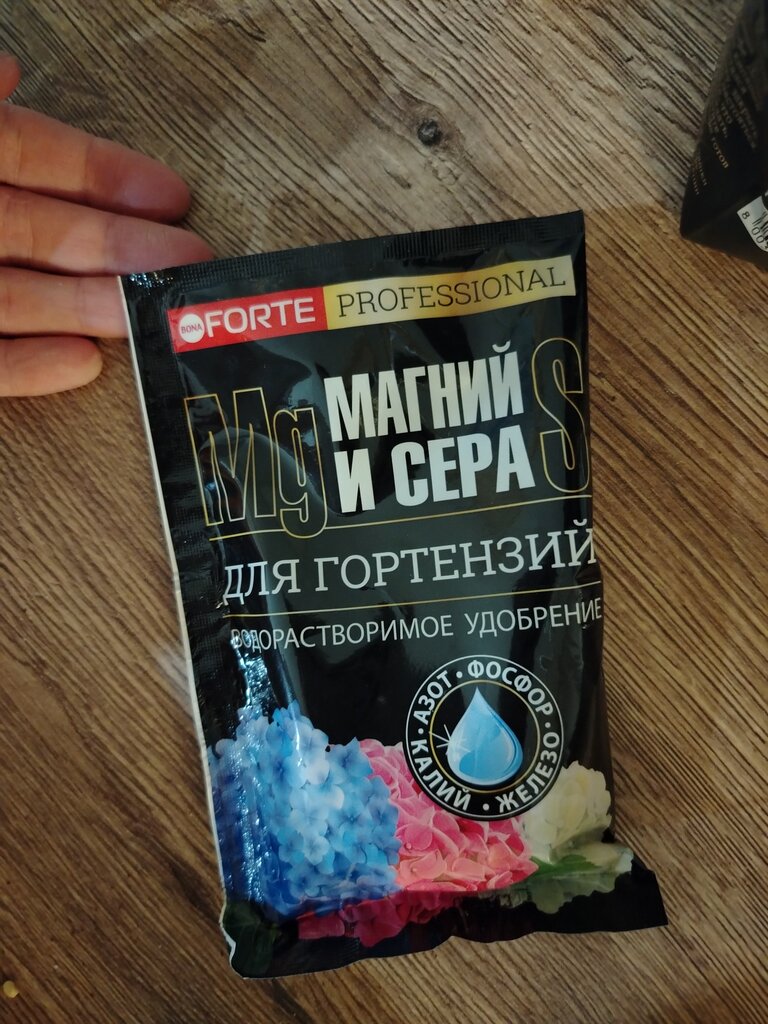 BONA FORTE PROFESSIONAL
Mg МАГНИЙ И СЕРА S
ДЛЯ ГОРТЕНЗИЙ
ВОДОРАСТВОРИМОЕ УДОБРЕНИЕ
АЗОТ • ФОСФОР • ЖЕЛЕЗО • КАЛИЙ •